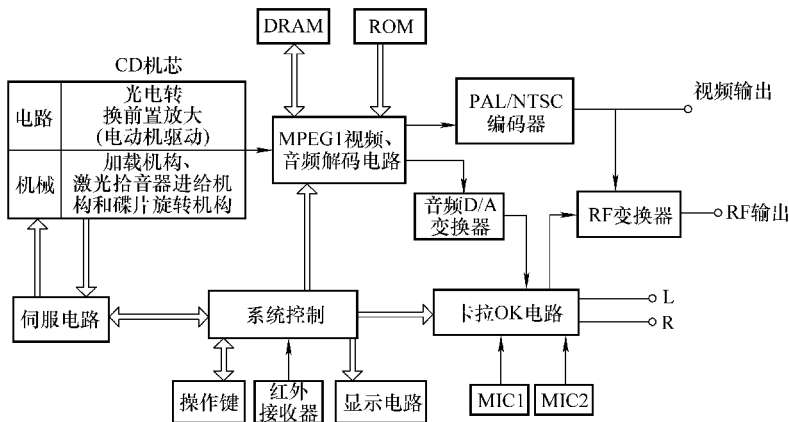 DRAM
ROM
CD机芯
电路
光电转
换前置放大
(电动机驱动)
机械
加载机构、
激光拾音器进给机
构和碟片旋转机构
MPEG1视频、
音频解码电路
PAL/NTSC
编码器
视频输出
音频D/A
变换器
RF变换器
RF输出
伺服电路
系统控制
卡拉OK电路
L
R
操作键
红外
接收器
显示电路
MIC1
MIC2